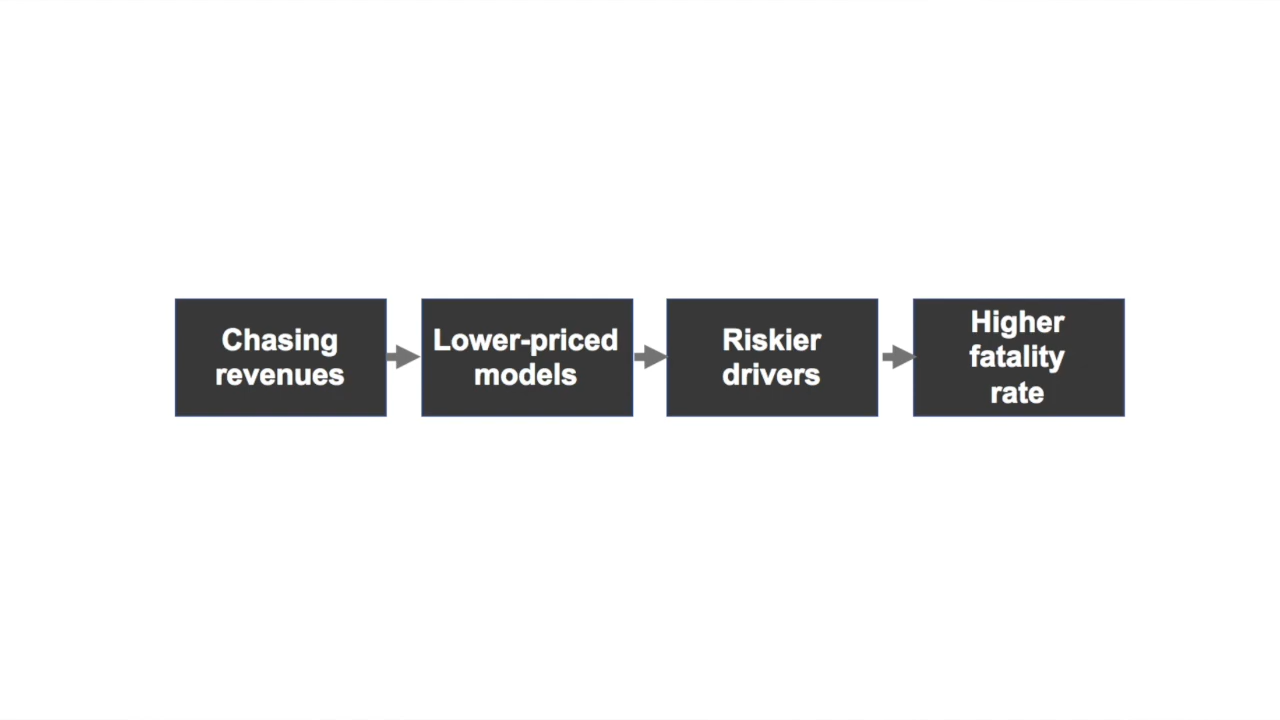 Chasing
revenues
Lower-priced
models
Riskier
drivers
Higher
fatality
rate